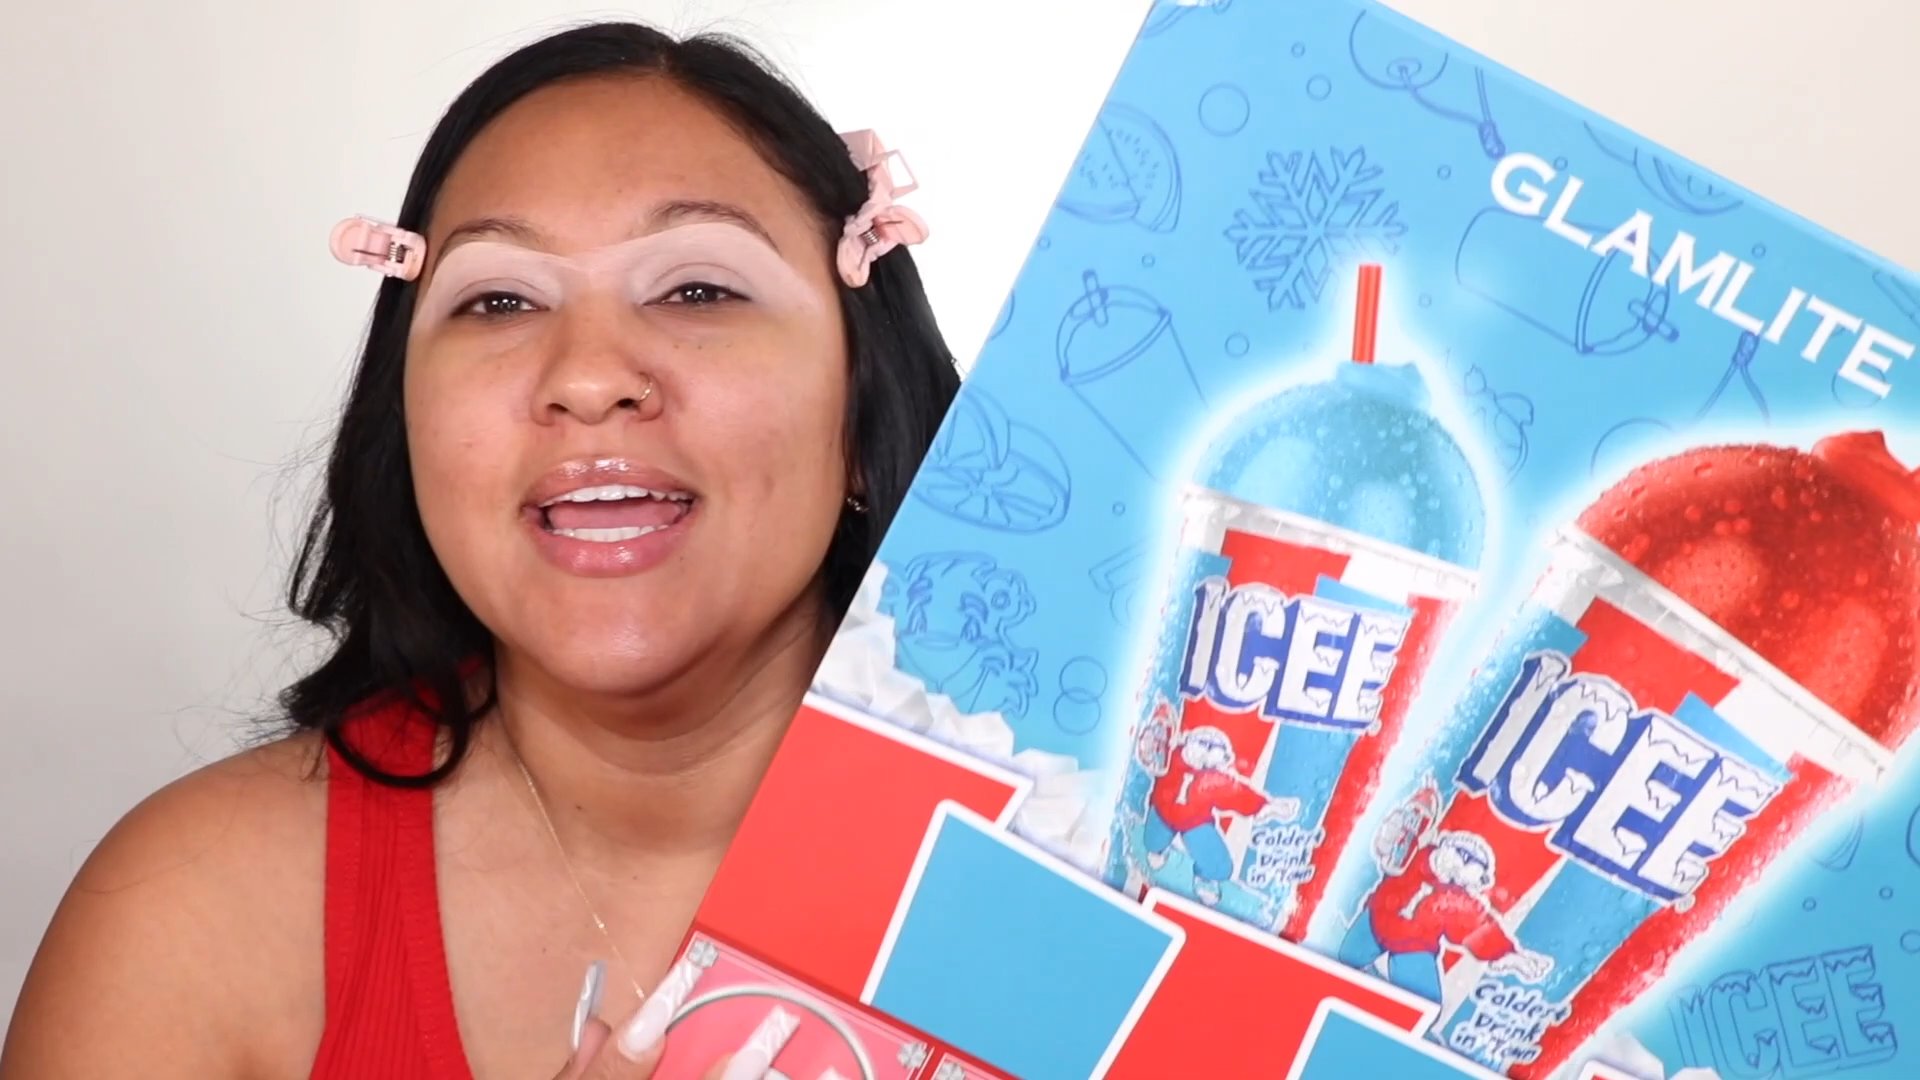 GLAMLITE
ICEE
Coldest
Drink
in Town
ICEE
Coldest
Drink
in Town
ICEE